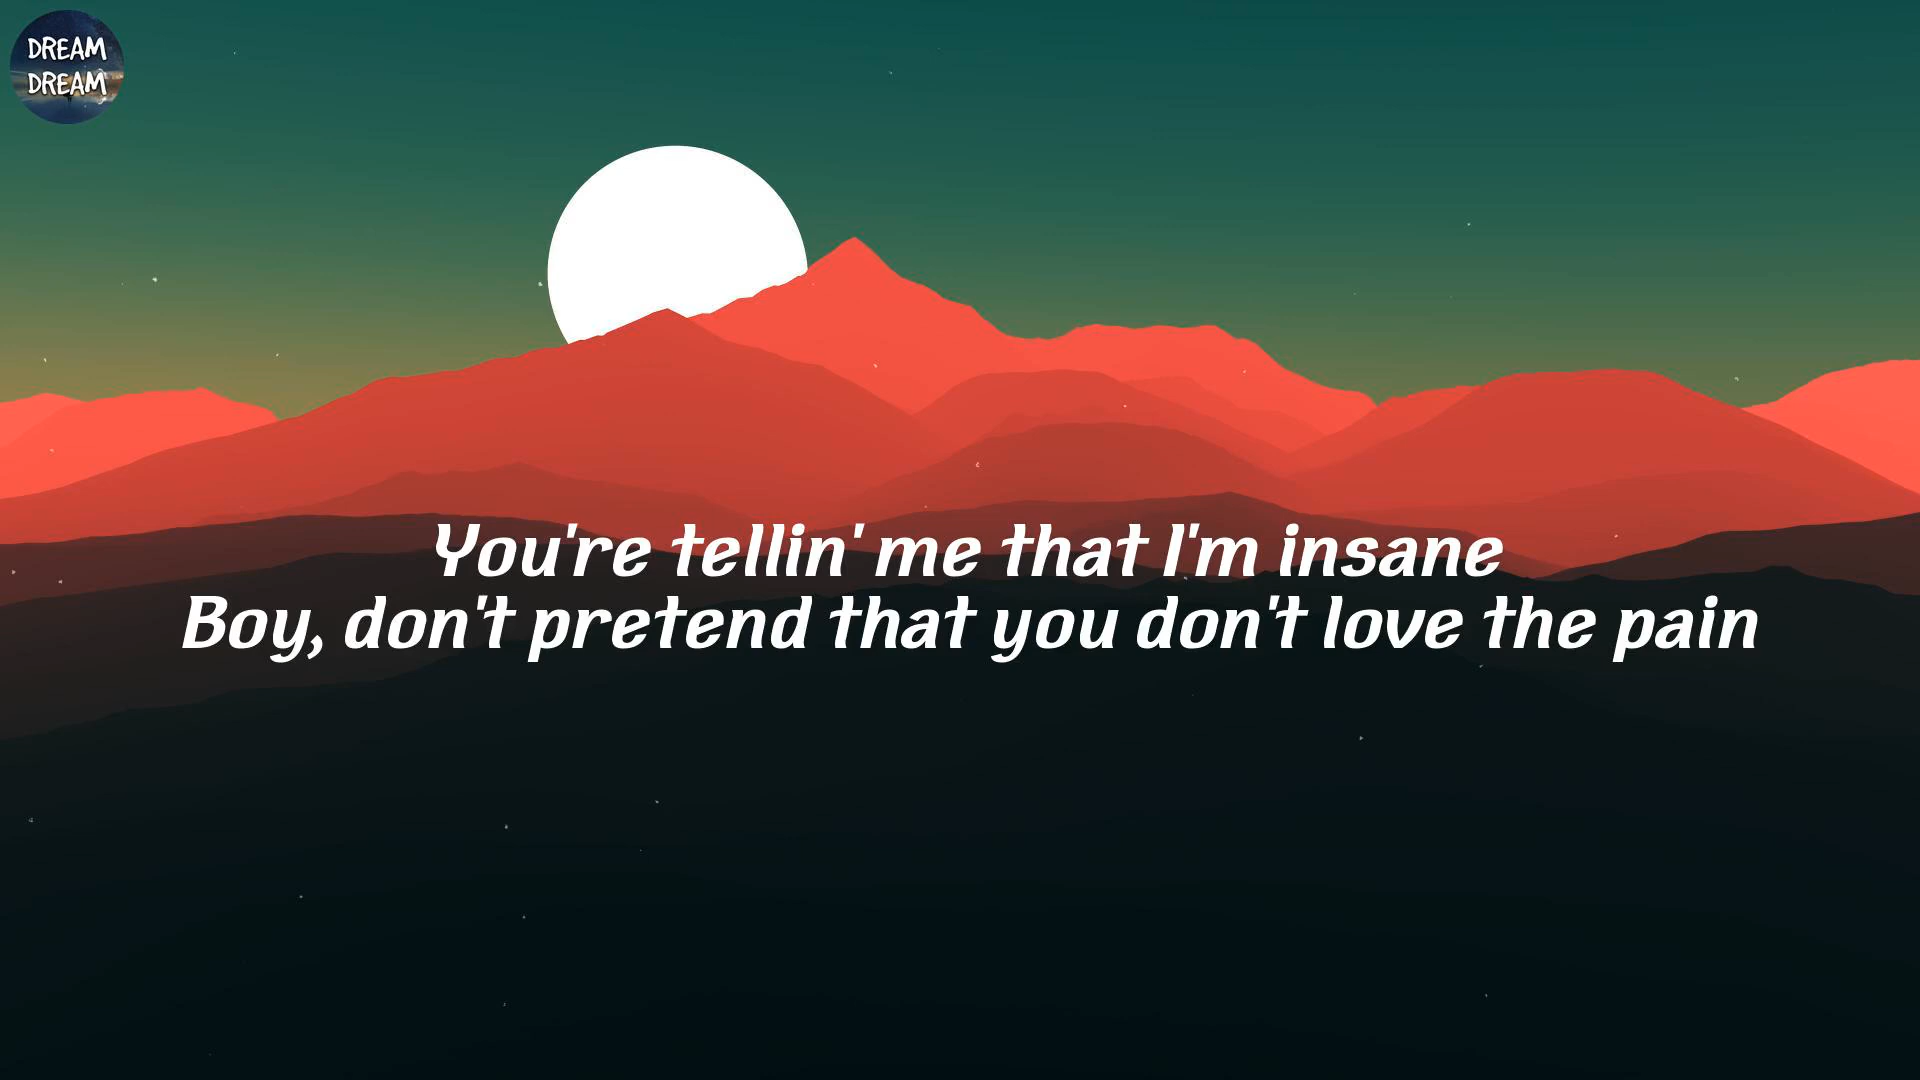 DREAM
DREAM
You're tellin' me that I'm insane
Boy, don't pretend that you don't love the pain